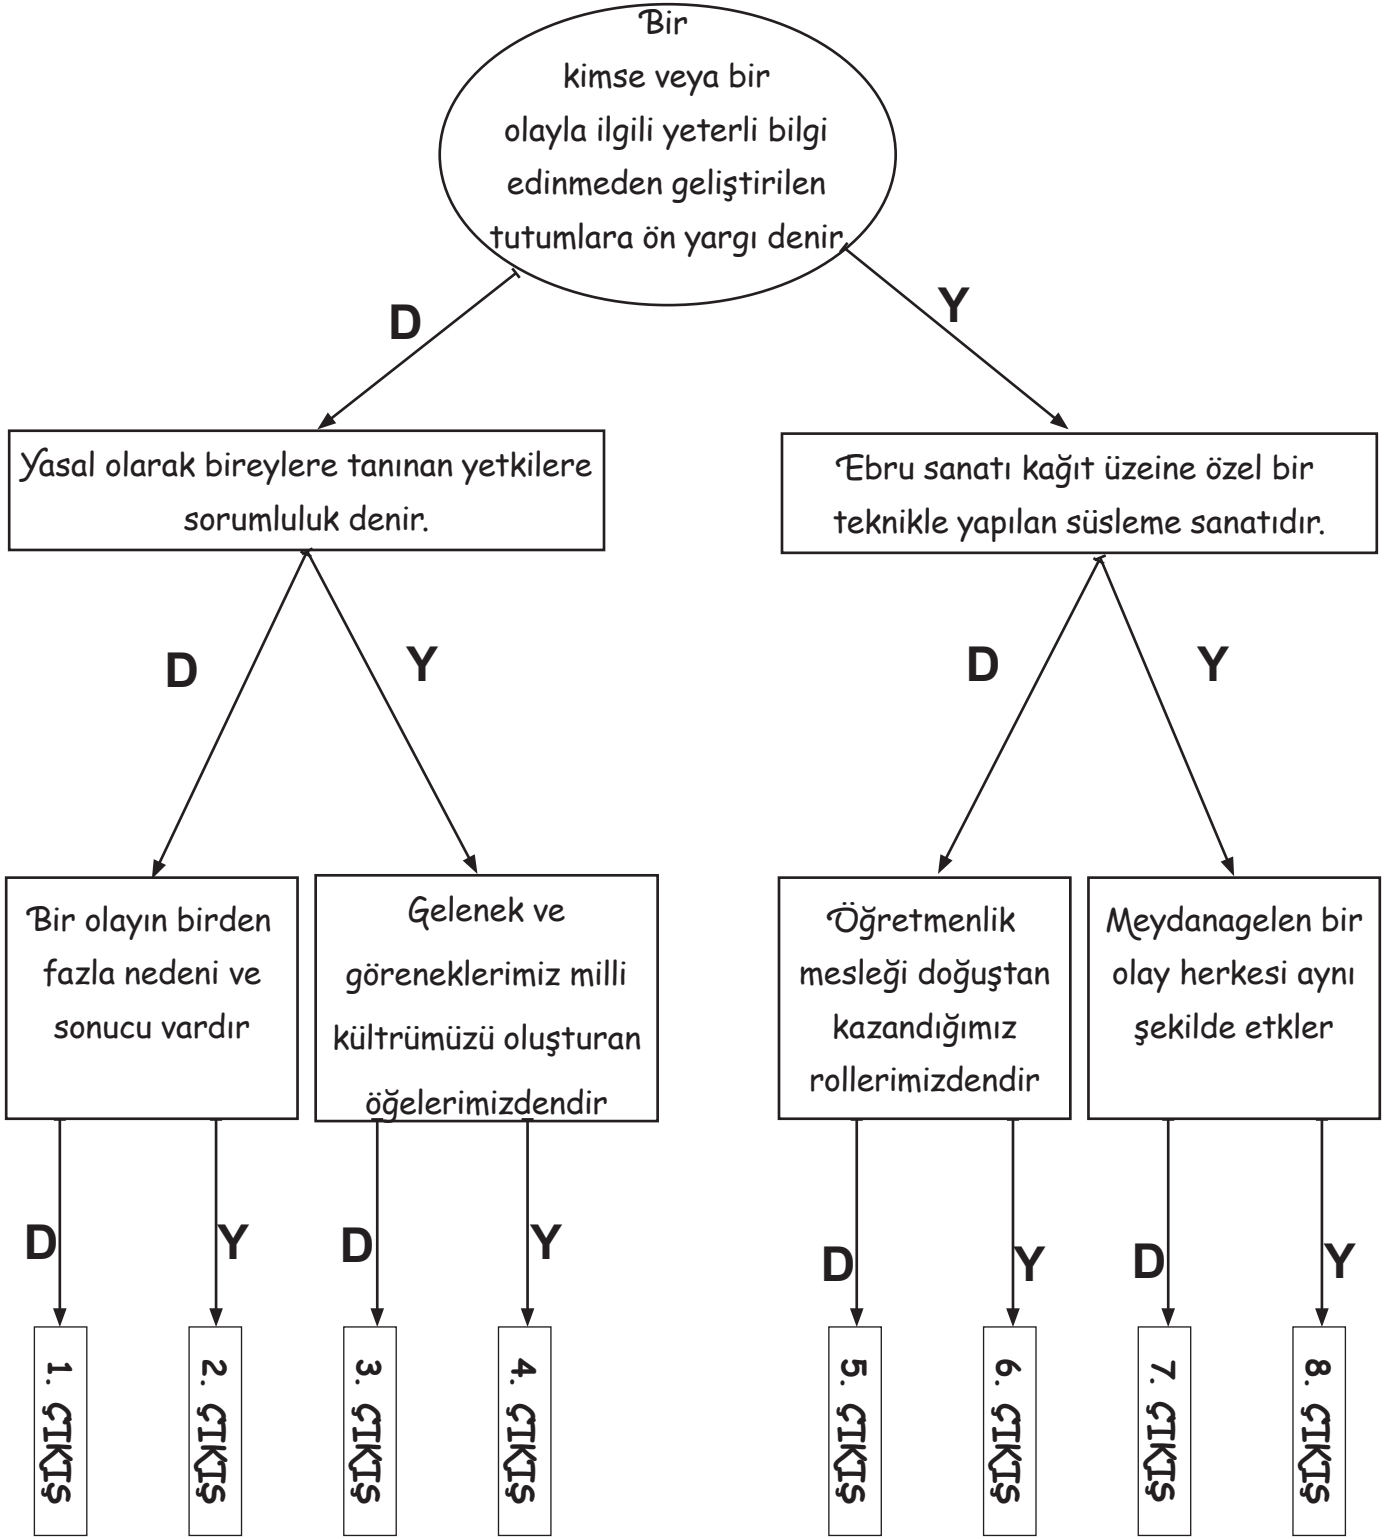 Bir
kimse veya bir
olayla ilgili yeterli bilgi
edinmeden geliştirilen
tutumlara ön yargı denir.
D
Y
Yasal olarak bireylere tanınan yetkilere
sorumluluk denir.
Ebru sanatı kağıt üzeine özel bir
teknikle yapılan süsleme sanatıdır.
D
Y
D
Y
Bir olayın birden
fazla nedeni ve
sonucu vardır
Gelenek ve
göreneklerimiz milli
kültrümüzü oluşturan
öğelerimizdendir
Öğretmenlik
mesleği doğuştan
kazandığımız
rollerimizdendir
Meydanagelen bir
olay herkesi aynı
şekilde etkler
D
Y
D
Y
D
Y
D
Y
1. ÇIKIŞ
2. ÇIKIŞ
3. ÇIKIŞ
4. ÇIKIŞ
5. ÇIKIŞ
6. ÇIKIŞ
7. ÇIKIŞ
8. ÇIKIŞ